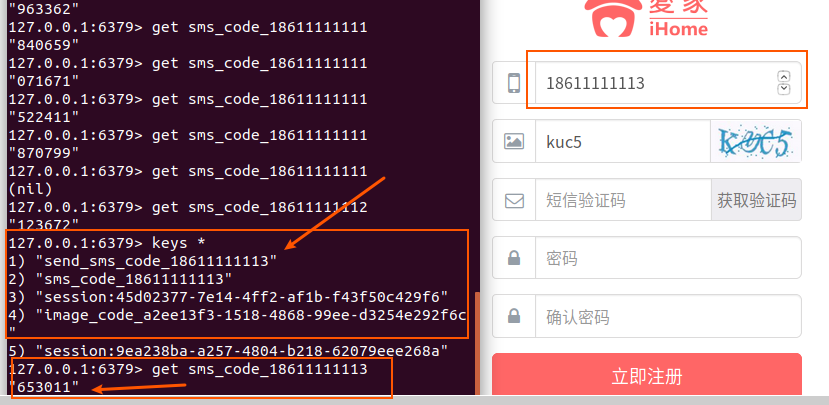 "963362"
127.0.0.1:6379> get sms_code_18611111111
"840659"
127.0.0.1:6379> get sms_code_18611111111
"071671"
127.0.0.1:6379> get sms_code_18611111111
"522411"
127.0.0.1:6379> get sms_code_18611111111
"870799"
127.0.0.1:6379> get sms_code_18611111111
(nil)
127.0.0.1:6379> get sms_code_18611111112
"123672"
127.0.0.1:6379> keys *
1) "send_sms_code_18611111113"
2) "sms_code_18611111113"
3) "session:45d02377-7e14-4ff2-af1b-f43f50c429f6"
4) "image_code_a2ee13f3-1518-4868-99ee-d3254e292f6c
"
5) "session:9ea238ba-a257-4804-b218-62079eee268a"
127.0.0.1:6379> get sms_code_18611111113
"653011"
愛家
iHome
18611111113
kuc5
KUC5
短信验证码
获取验证码
密码
确认密码
立即注册